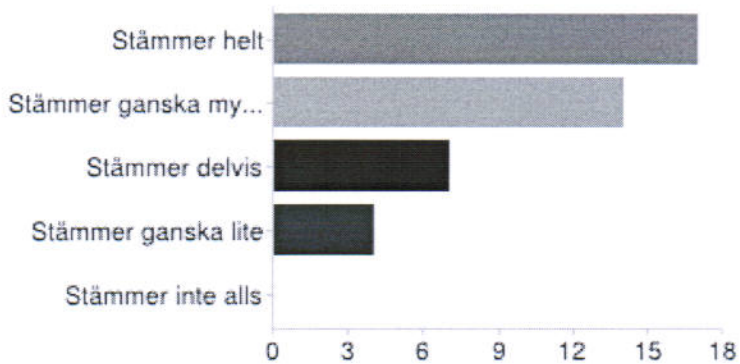 Stämmer helt
Stämmer ganska my...
Stämmer delvis
Stämmer ganska lite
Stämmer inte alls
0 3 6 9 12 15 18